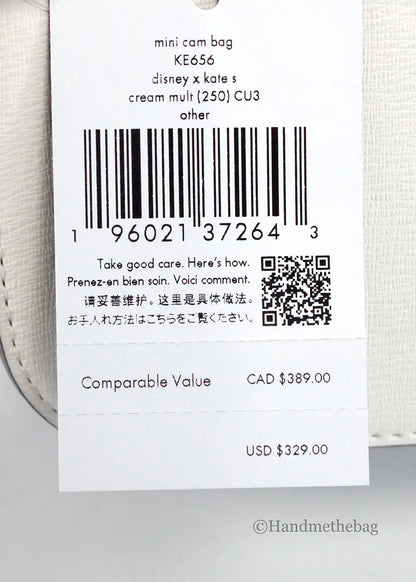 mini cam bag
KE656
disney x kate s
cream mult (250) CU3
other
1 96021 37264 3
Take good care. Here's how.
Prenez-en bien soin. Voici comment.
请妥善维护。这里是具体做法。
お手入れ方法はこちらをご覧ください。
Comparable Value CAD $389.00
USD $329.00
©Handmethebag